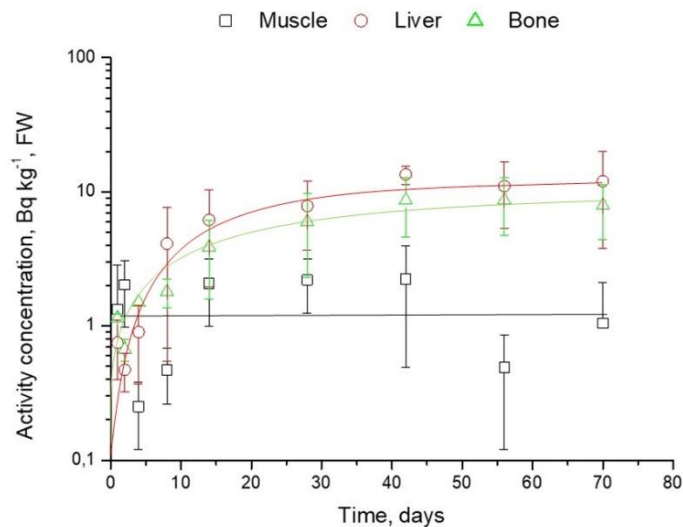 Muscle Liver Bone
Activity concentration, Bq kg⁻¹, FW
100
10
1
0,1
0 10 20 30 40 50 60 70 80
Time, days